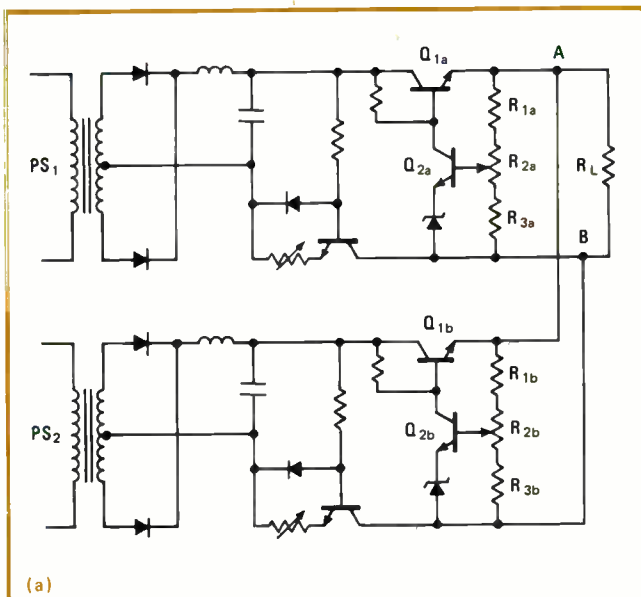 Q1a
A
R1a
PS1
Q2a
R2a
RL
R3a
B
Q1b
R1b
PS2
Q2b
R2b
R3b
(a)